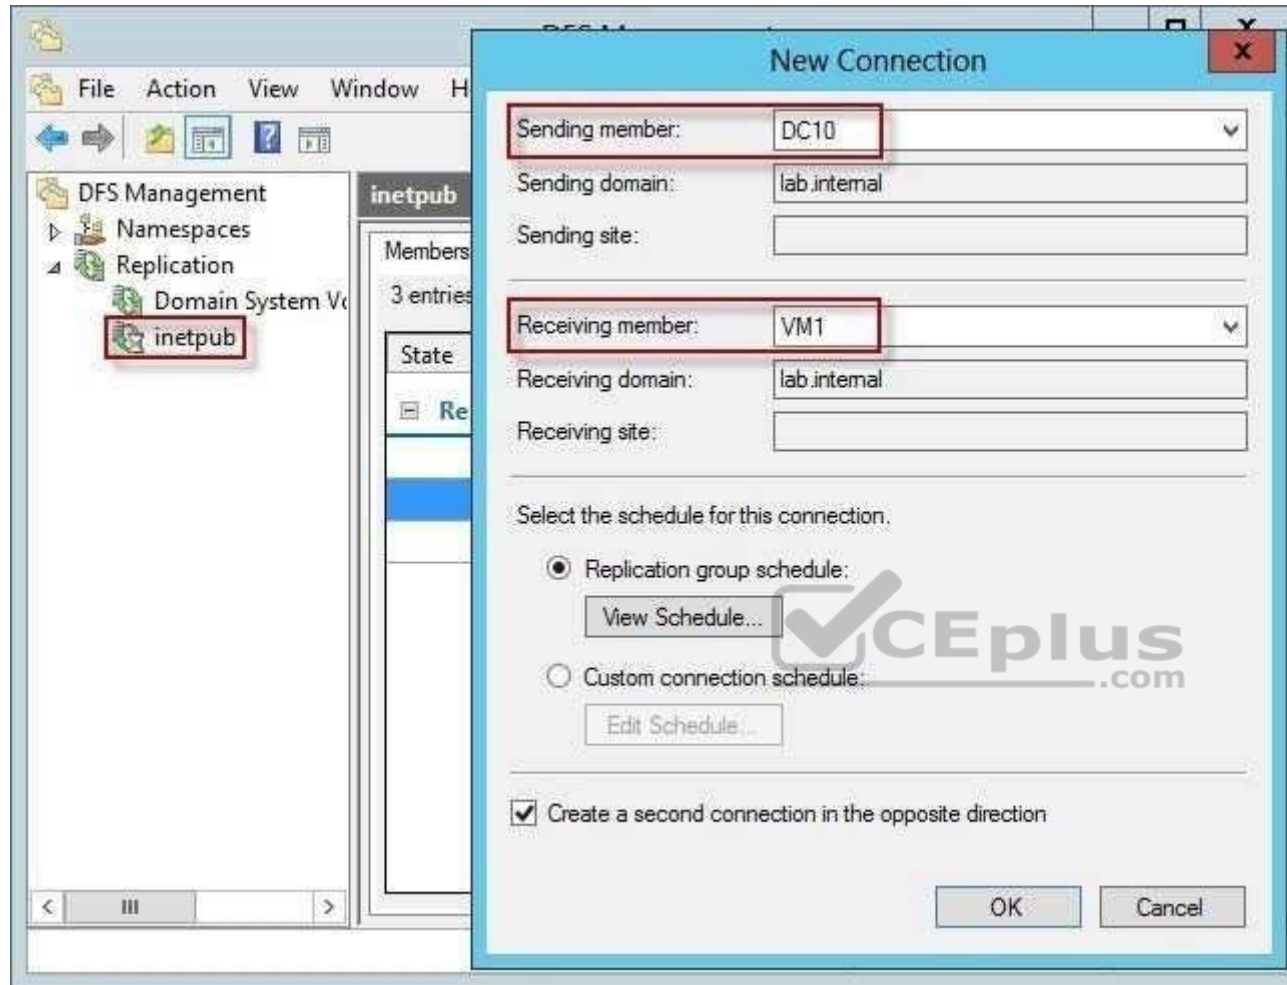 New Connection
File Action View Window H
Sending member: DC10
Sending domain: lab.internal
Sending site:
DFS Management
Namespaces
Replication
Domain System Vo
inetpub
inetpub
Members
3 entries
State
Re
Receiving member: VM1
Receiving domain: lab.internal
Receiving site:
Select the schedule for this connection.
Replication group schedule:
View Schedule...
Custom connection schedule:
Edit Schedule...
Create a second connection in the opposite direction
OK Cancel
CEplus
.com